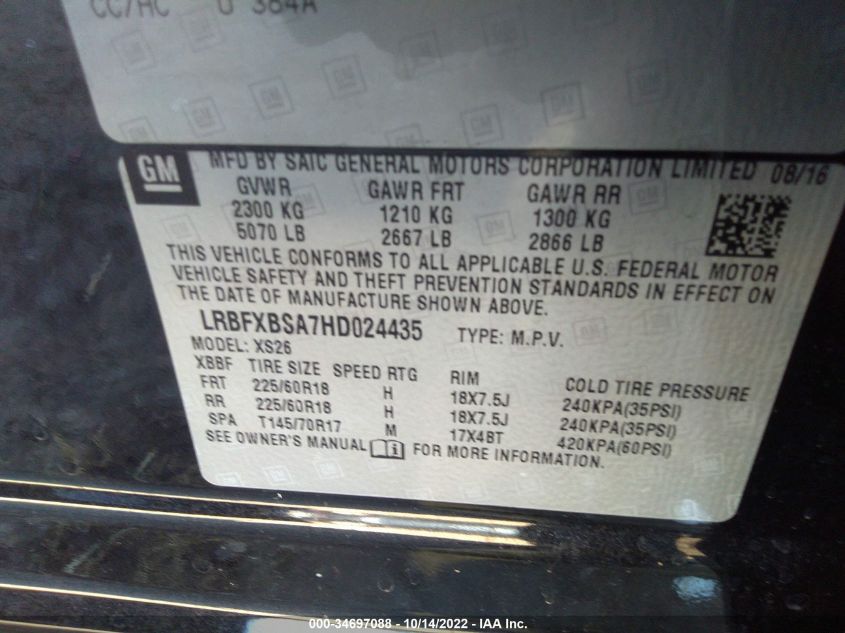 CC/HC U 384A
GM MFD BY SAIC GENERAL MOTORS CORPORATION LIMITED 08/16
GVWR GAWR FRT GAWR RR
2300 KG 1210 KG 1300 KG
5070 LB 2667 LB 2866 LB
THIS VEHICLE CONFORMS TO ALL APPLICABLE U.S. FEDERAL MOTOR
VEHICLE SAFETY AND THEFT PREVENTION STANDARDS IN EFFECT ON
THE DATE OF MANUFACTURE SHOWN ABOVE.
LRBFXBSA7HD024435 TYPE: M.P.V.
MODEL: XS26
XBBF TIRE SIZE SPEED RTG RIM COLD TIRE PRESSURE
FRT 225/60R18 H 18X7.5J 240KPA(35PSI)
RR 225/60R18 H 18X7.5J 240KPA(35PSI)
SPA T145/70R17 M 17X4BT 420KPA(60PSI)
SEE OWNER'S MANUAL FOR MORE INFORMATION.
000-34697088 - 10/14/2022 - IAA Inc.